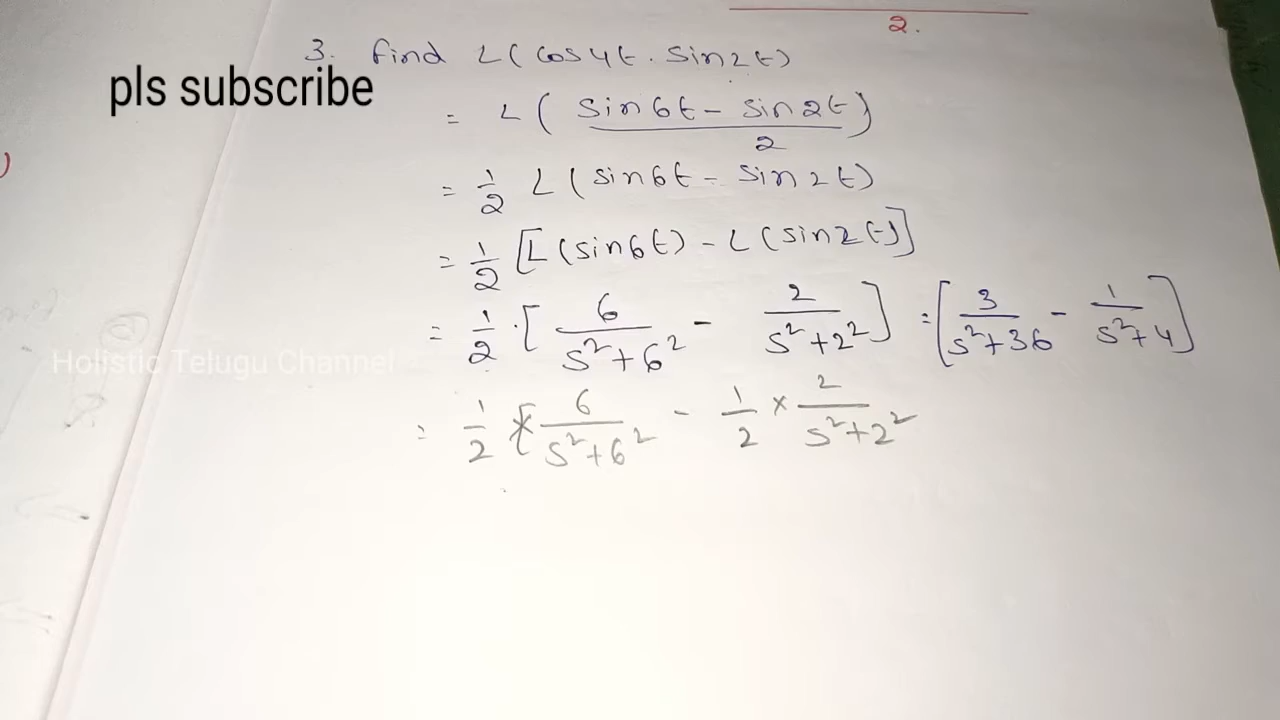 2.
3. Find L(cos4t . sin2t)
pls subscribe
= L( sin6t - sin2t / 2 )
= 1/2 L(sin6t - sin2t)
= 1/2 [L(sin6t) - L(sin2t)]
= 1/2 . [ 6 / s²+6² - 2 / s²+2² ] = [ 3 / s²+36 - 1 / s²+4 ]
Holistic Telugu Channel
= 1/2 × 6 / s²+6² - 1/2 × 2 / s²+2²